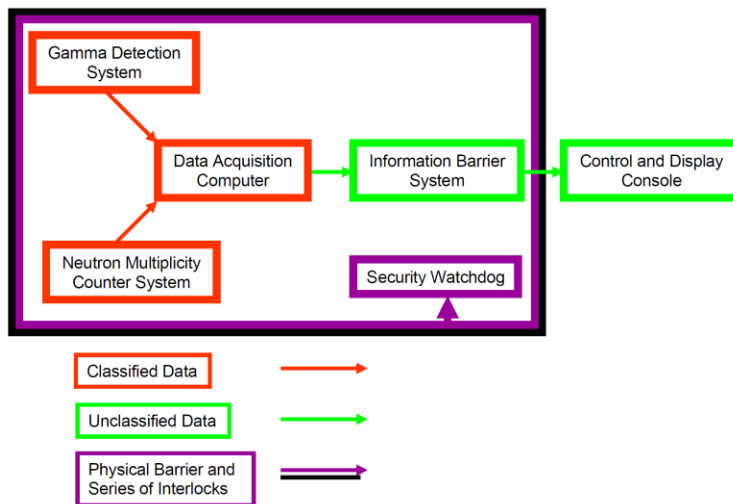 Gamma Detection
System
Data Acquisition
Computer
Information Barrier
System
Control and Display
Console
Neutron Multiplicity
Counter System
Security Watchdog
Classified Data
Unclassified Data
Physical Barrier and
Series of Interlocks